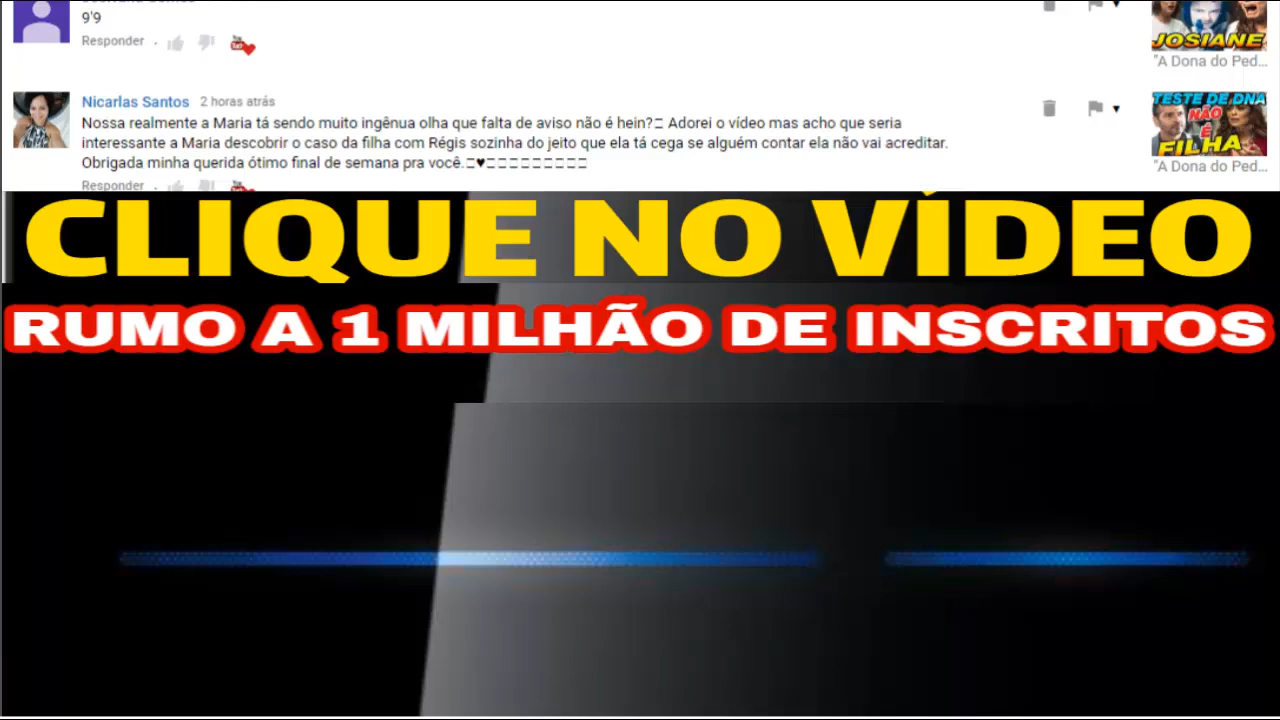 9'9
Responder
JOSIANE
"A Dona do Ped...
Nicarlas Santos 2 horas atrás
Nossa realmente a Maria tá sendo muito ingênua olha que falta de aviso não é hein?□ Adorei o vídeo mas acho que seria
interessante a Maria descobrir o caso da filha com Régis sozinha do jeito que ela tá cega se alguém contar ela não vai acreditar.
Obrigada minha querida ótimo final de semana pra você.□♥□□□□□□□□□
Responder
TESTE DE DNA
NÃO
É
FILHA
"A Dona do Ped...
CLIQUE NO VÍDEO
RUMO A 1 MILHÃO DE INSCRITOS